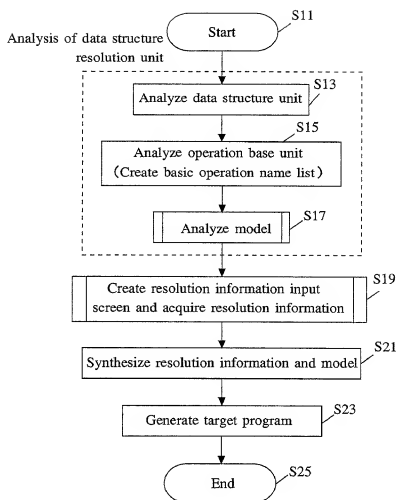 S11
Start
Analysis of data structure
resolution unit
S13
Analyze data structure unit
S15
Analyze operation base unit
(Create basic operation name list)
S17
Analyze model
S19
Create resolution information input
screen and acquire resolution information
S21
Synthesize resolution information and model
S23
Generate target program
S25
End